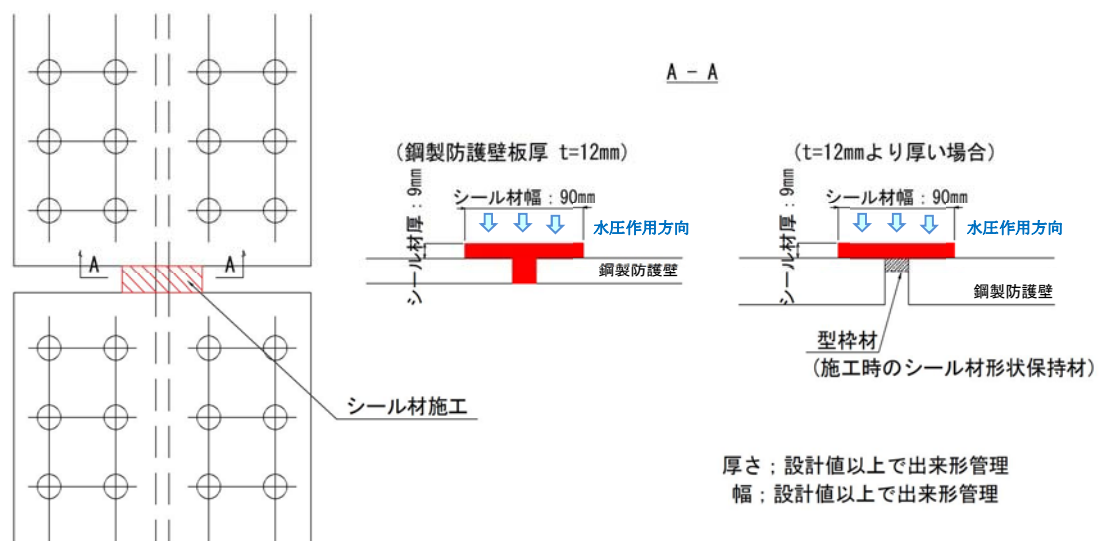 A - A
(鋼製防護壁板厚 t=12mm)
シール材幅:90mm
シール材厚:9mm
水圧作用方向
鋼製防護壁
(t=12mmより厚い場合)
シール材幅:90mm
シール材厚:9mm
水圧作用方向
鋼製防護壁
型枠材
(施工時のシール材形状保持材)
A
A
シール材施工
厚さ;設計値以上で出来形管理
幅;設計値以上で出来形管理